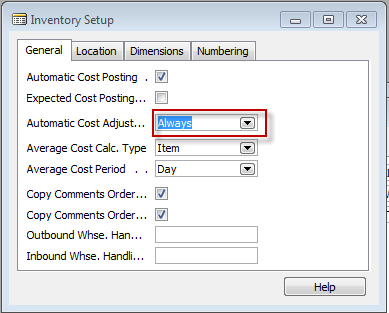 Inventory Setup
General Location Dimensions Numbering
Automatic Cost Posting .
Expected Cost Posting...
Automatic Cost Adjust... Always
Average Cost Calc. Type Item
Average Cost Period . . Day
Copy Comments Order...
Copy Comments Order...
Outbound Whse. Han...
Inbound Whse. Handli...
Help